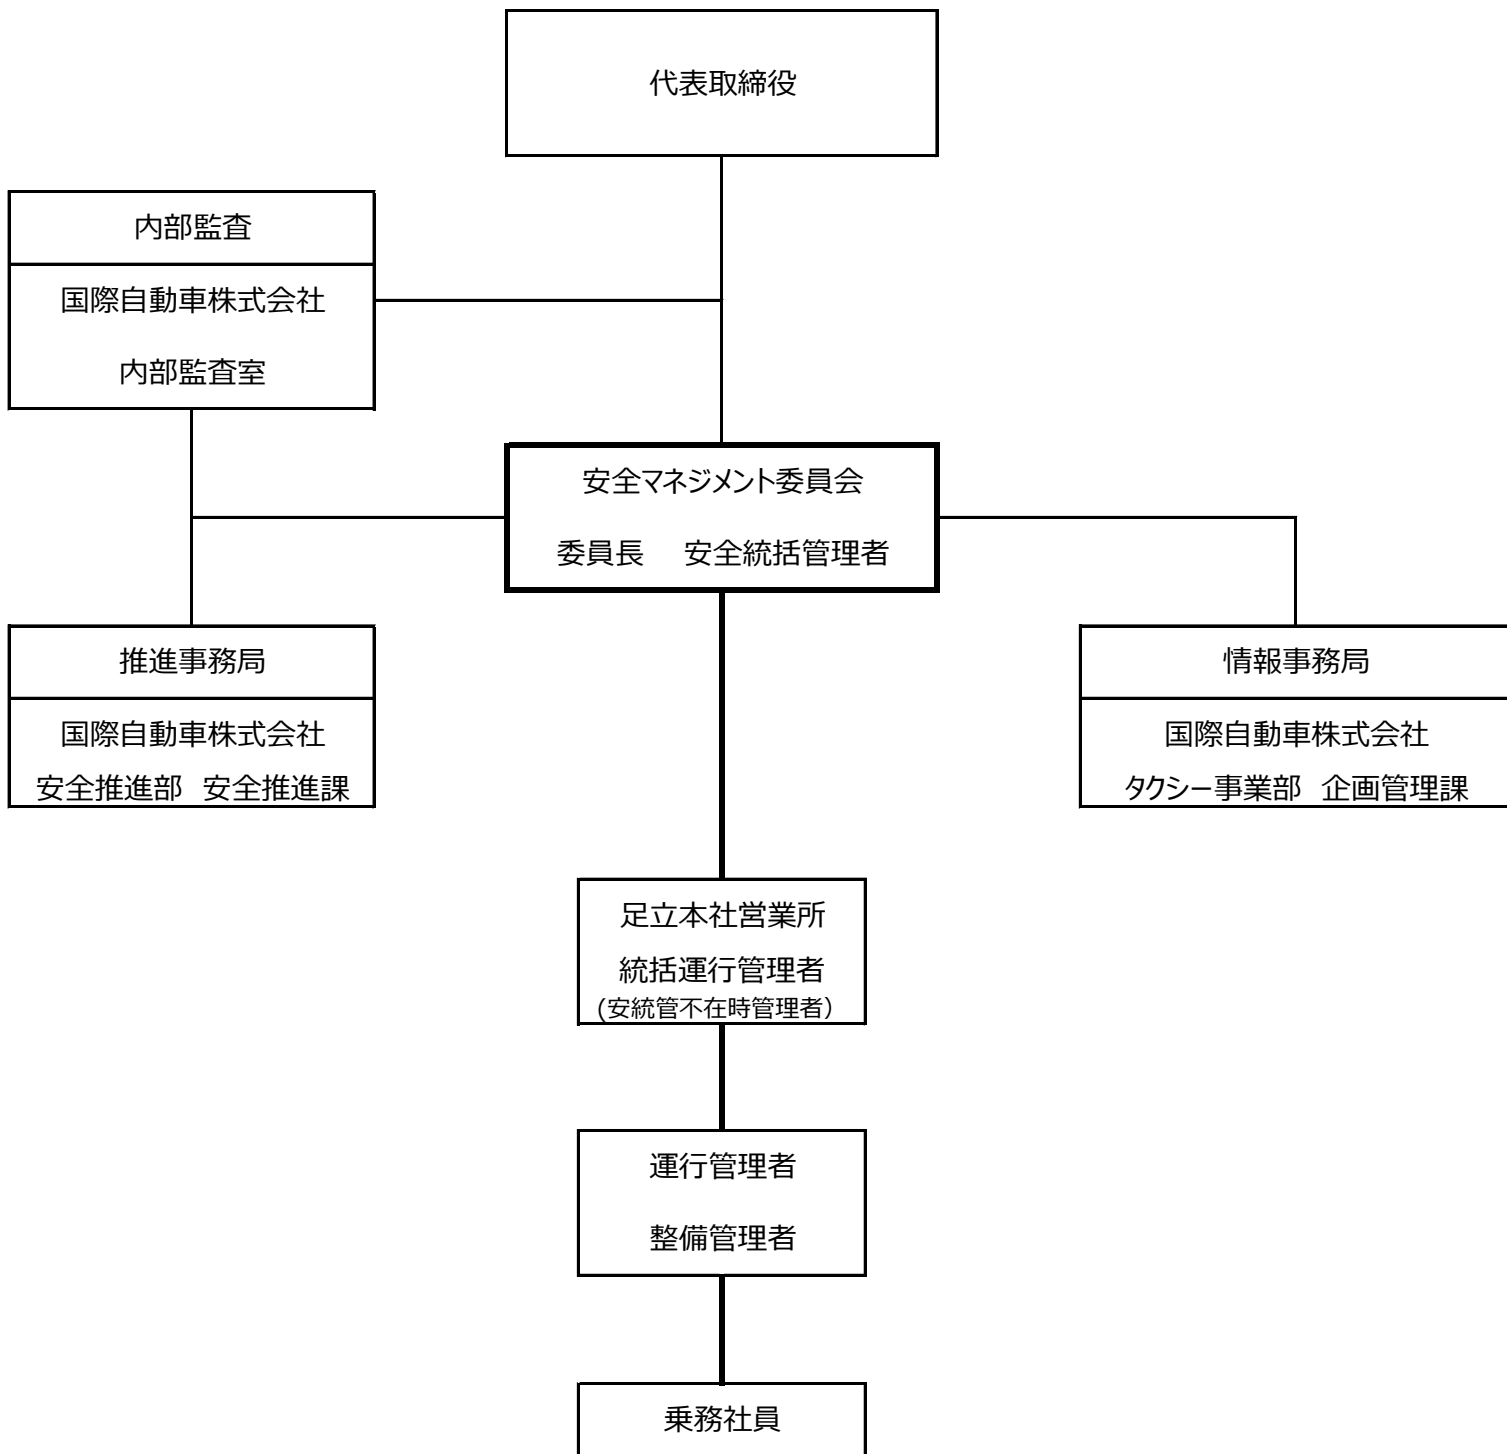 代表取締役
内部監査
国際自動車株式会社
内部監査室
安全マネジメント委員会
委員長　安全統括管理者
推進事務局
国際自動車株式会社
安全推進部　安全推進課
情報事務局
国際自動車株式会社
タクシー事業部　企画管理課
足立本社営業所
統括運行管理者
(安統管不在時管理者）
運行管理者
整備管理者
乗務社員